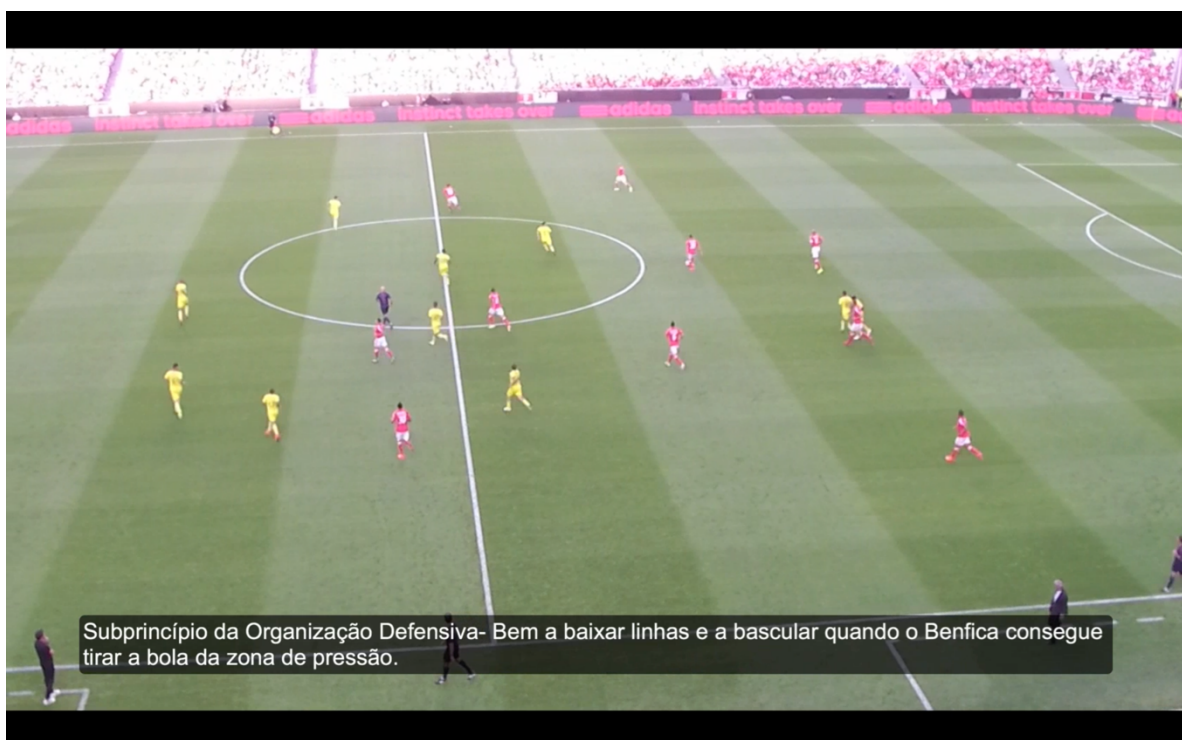 adidas instinct takes over adidas instinct takes over adidas instinct takes over adidas instinct takes over
Subprincípio da Organização Defensiva- Bem a baixar linhas e a bascular quando o Benfica consegue
tirar a bola da zona de pressão.